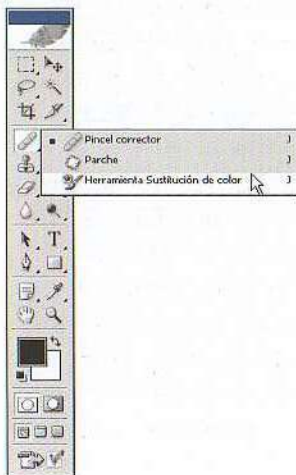 Pincel corrector J
Parche J
Herramienta Sustitución de color J
T